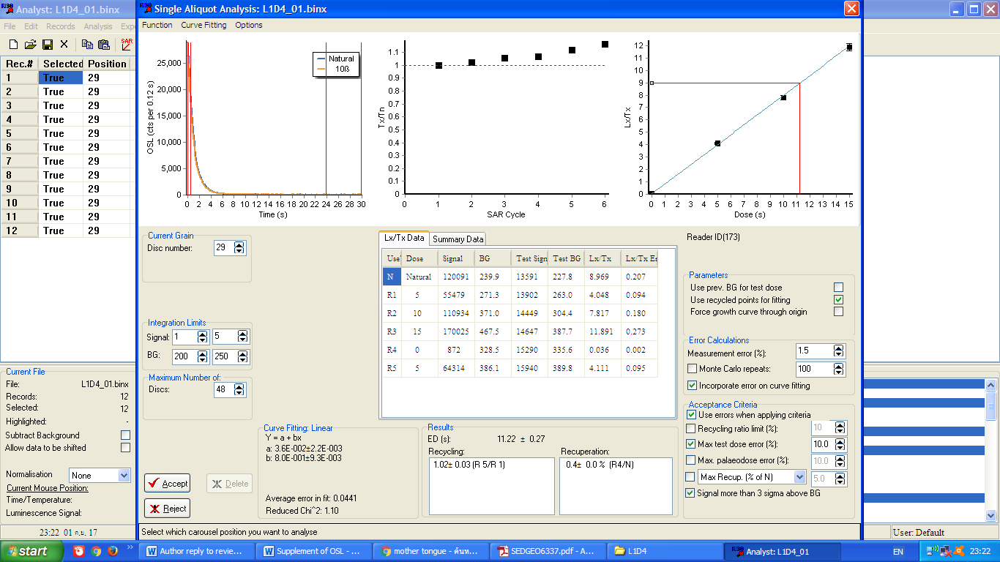 Analyst: L1D4_01.binx
File Edit Records Analysis
SAR
Rec.# Selected Position
1 True 29
2 True 29
3 True 29
4 True 29
5 True 29
6 True 29
7 True 29
8 True 29
9 True 29
10 True 29
11 True 29
12 True 29
Current File
File: L1D4_01.binx
Records: 12
Selected: 12
Highlighted: -
Subtract Background
Allow data to be shifted
Normalisation None
Current Mouse Position:
Time/Temperature:
Luminescence Signal:
23:22 01 ก.ย. 17
Single Aliquot Analysis: L1D4_01.binx
Function Curve Fitting Options
OSL (cts per 0.12 s)
25,000
20,000
15,000
10,000
5,000
0
Natural
10ß
0 2 4 6 8 10 12 14 16 18 20 22 24 26 28 30
Time (s)
Tx/Tn
1.1
1
0.9
0.8
0.7
0.6
0.5
0.4
0.3
0.2
0.1
0
0 1 2 3 4 5 6
SAR Cycle
Lx/Tx
12
11
10
9
8
7
6
5
4
3
2
1
0
0 1 2 3 4 5 6 7 8 9 10 11 12 13 14 15
Dose (s)
Current Grain
Disc number: 29
Integration Limits
Signal: 1 5
BG: 200 250
Maximum Number of:
Discs: 48
Accept Delete
Reject
Lx/Tx Data Summary Data
Dose Signal BG Test BG Lx/Tx
N Natural 120091 239.9 13591 227.8 8.969 0.207
R1 5 55479 271.3 13902 263.0 4.048 0.094
R2 10 110934 371.0 14449 304.4 7.817 0.180
R3 15 170025 467.5 14647 387.7 11.891 0.273
R4 0 872 328.5 15290 335.6 0.036 0.002
R5 5 64314 386.1 15940 389.8 4.111 0.095
Curve Fitting: Linear
Y = a + bx
a: 3.6E-002±2.2E-003
b: 8.0E-001±9.3E-003
Average error in fit: 0.0441
Reduced Chi^2: 1.10
Results
ED (s): 11.22 ± 0.27
Recycling:
1.02± 0.03 (R 5/R 1)
Recuperation:
0.4± 0.0 % (R4/N)
Reader ID(173)
Parameters
Use prev. BG for test dose
Use recycled points for fitting
Force growth curve through origin
Error Calculations
Measurement error (%): 1.5
Monte Carlo repeats: 100
Incorporate error on curve fitting
Acceptance Criteria
Use errors when applying criteria
Recycling ratio limit (%): 10
Max test dose error (%): 10.0
Max. palaeodose error (%): 10.0
Max Recup. (% of N) 5.0
Signal more than 3 sigma above BG
Select which carousel position you want to analyse
User: Default
start
Author reply to revie...
Supplement of OSL - ...
mother tongue - ค้นห...
SEDGEO6337.pdf - A...
L1D4
Analyst: L1D4_01
EN
23:22